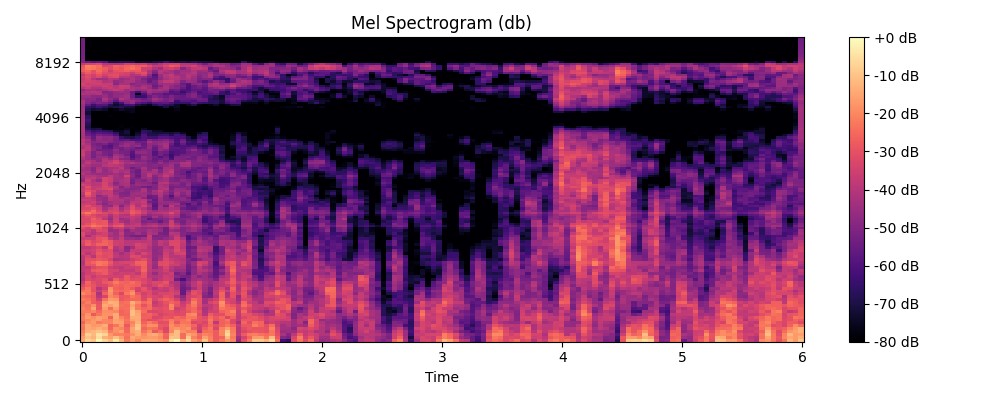 Mel Spectrogram (db)
Hz
8192
4096
2048
1024
512
0
0 1 2 3 4 5 6
Time
+0 dB
-10 dB
-20 dB
-30 dB
-40 dB
-50 dB
-60 dB
-70 dB
-80 dB